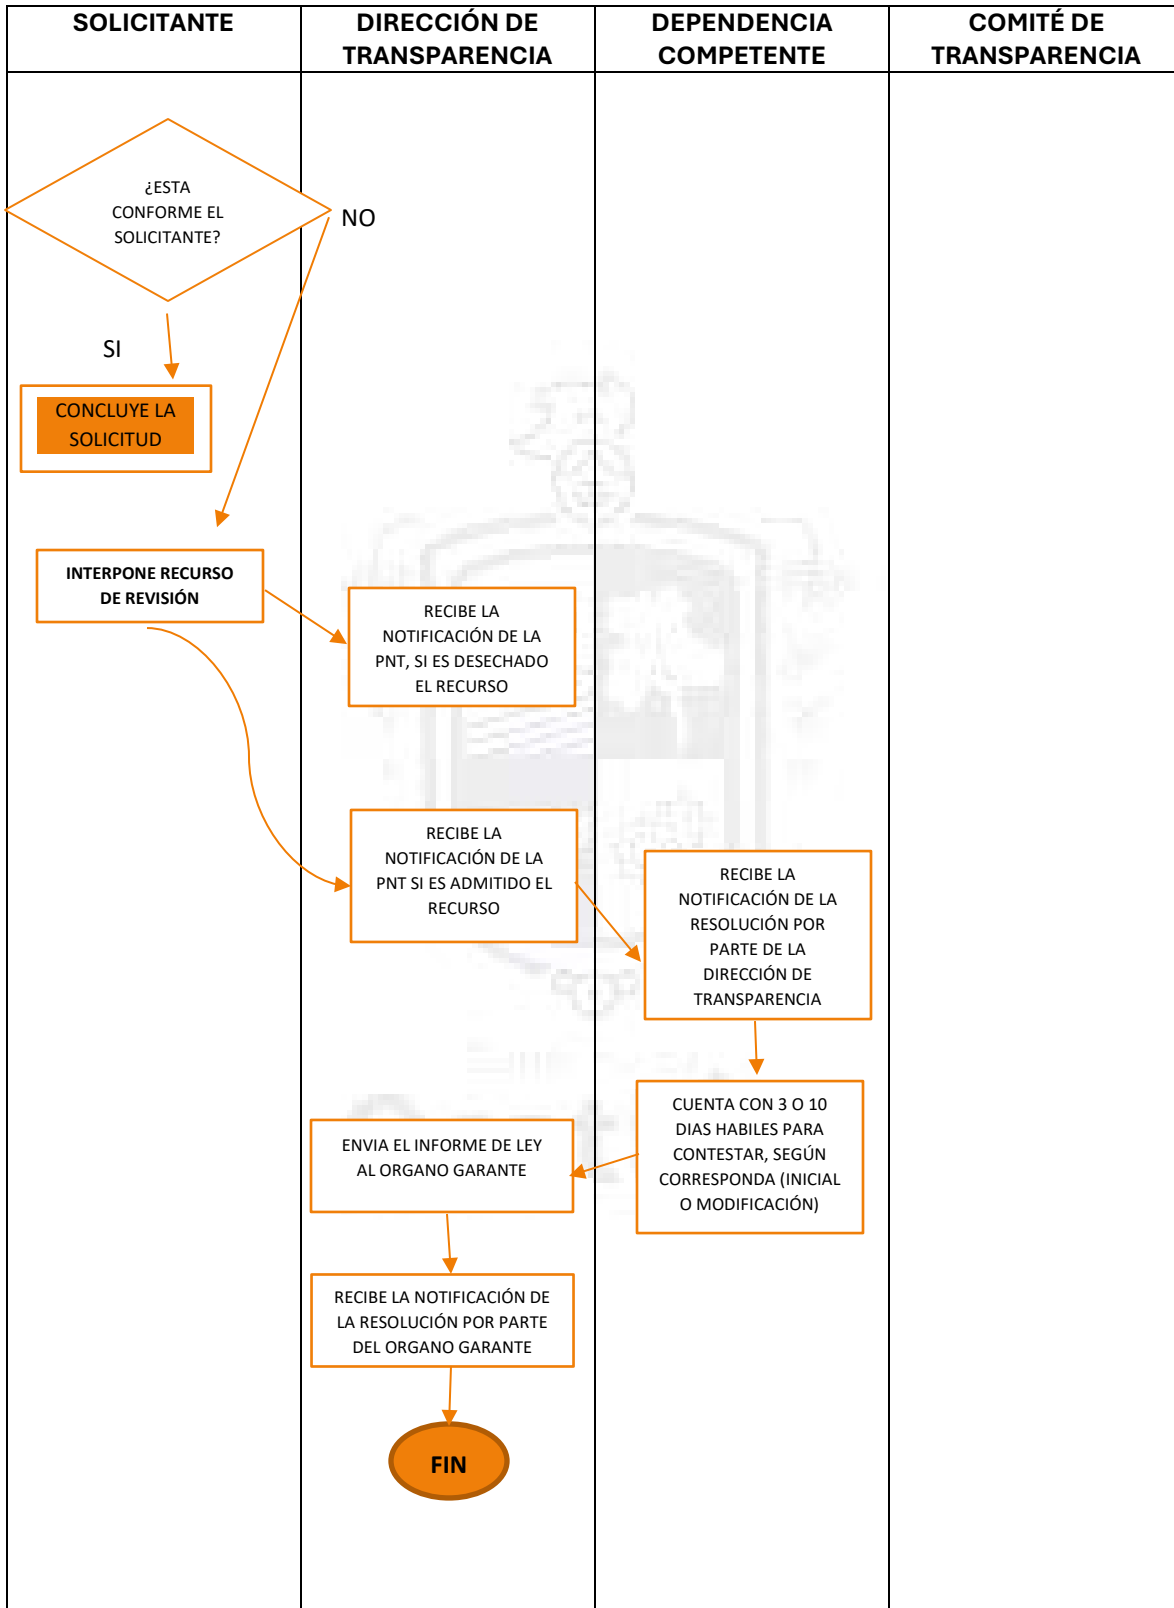 SOLICITANTE
DIRECCIÓN DE
TRANSPARENCIA
DEPENDENCIA
COMPETENTE
COMITÉ DE
TRANSPARENCIA
¿ESTA
CONFORME EL
SOLICITANTE?
NO
SI
CONCLUYE LA
SOLICITUD
INTERPONE RECURSO
DE REVISIÓN
RECIBE LA
NOTIFICACIÓN DE LA
PNT, SI ES DESECHADO
EL RECURSO
RECIBE LA
NOTIFICACIÓN DE LA
PNT SI ES ADMITIDO EL
RECURSO
RECIBE LA
NOTIFICACIÓN DE LA
RESOLUCIÓN POR
PARTE DE LA
DIRECCIÓN DE
TRANSPARENCIA
CUENTA CON 3 O 10
DIAS HABILES PARA
CONTESTAR, SEGÚN
CORRESPONDA (INICIAL
O MODIFICACIÓN)
ENVIA EL INFORME DE LEY
AL ORGANO GARANTE
RECIBE LA NOTIFICACIÓN DE
LA RESOLUCIÓN POR PARTE
DEL ORGANO GARANTE
FIN